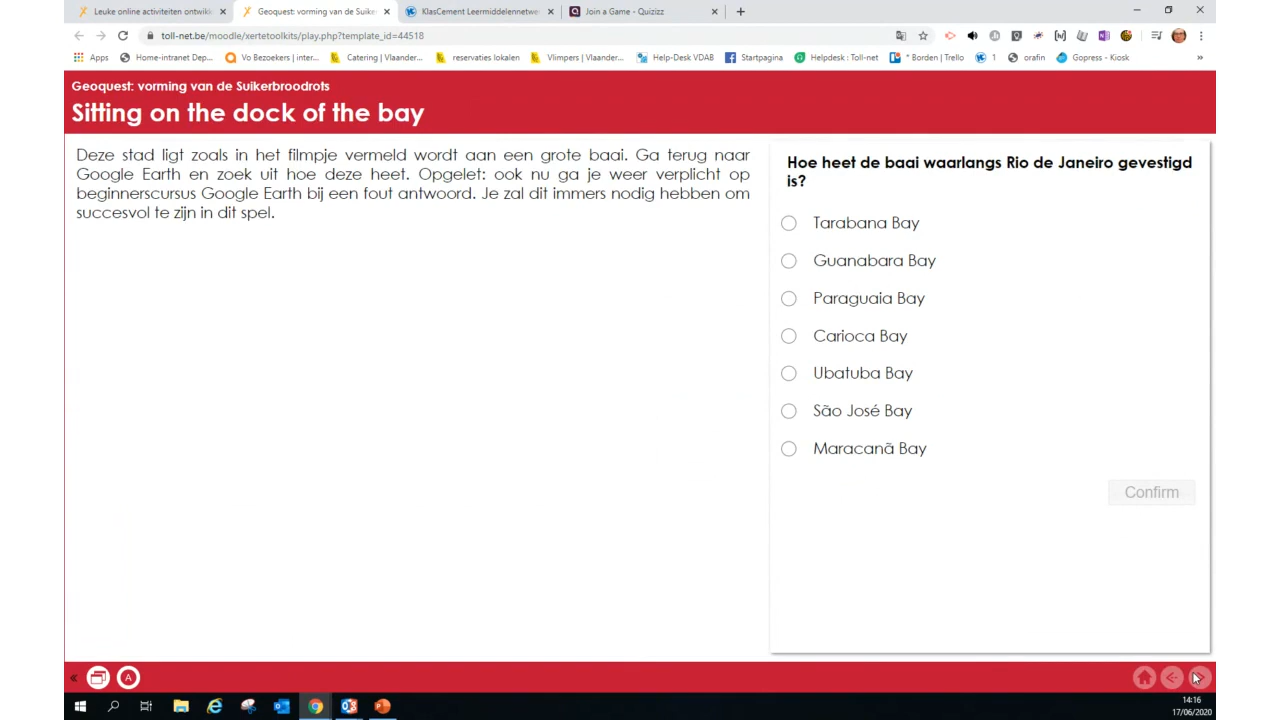 Leuke online activiteiten ontwikk
Geoquest: vorming van de Suike
KlasCement Leermiddelennetwe
Join a Game - Quizizz
toll-net.be/moodle/xertetoolkits/play.php?template_id=44518
Apps
Home-intranet Dep...
Vo Bezoekers | inter...
Catering | Vlaander...
reservaties lokalen
Vlimpers | Vlaander...
Help-Desk VDAB
Startpagina
Helpdesk : Toll-net
* Borden | Trello
1
orafin
Gopress - Kiosk
»
Geoquest: vorming van de Suikerbroodrots
Sitting on the dock of the bay
Deze stad ligt zoals in het filmpje vermeld wordt aan een grote baai. Ga terug naar
Google Earth en zoek uit hoe deze heet. Opgelet: ook nu ga je weer verplicht op
beginnerscursus Google Earth bij een fout antwoord. Je zal dit immers nodig hebben om
succesvol te zijn in dit spel.
Hoe heet de baai waarlangs Rio de Janeiro gevestigd
is?
Tarabana Bay
Guanabara Bay
Paraguaia Bay
Carioca Bay
Ubatuba Bay
São José Bay
Maracanã Bay
Confirm
«
A
14:16
17/06/2020